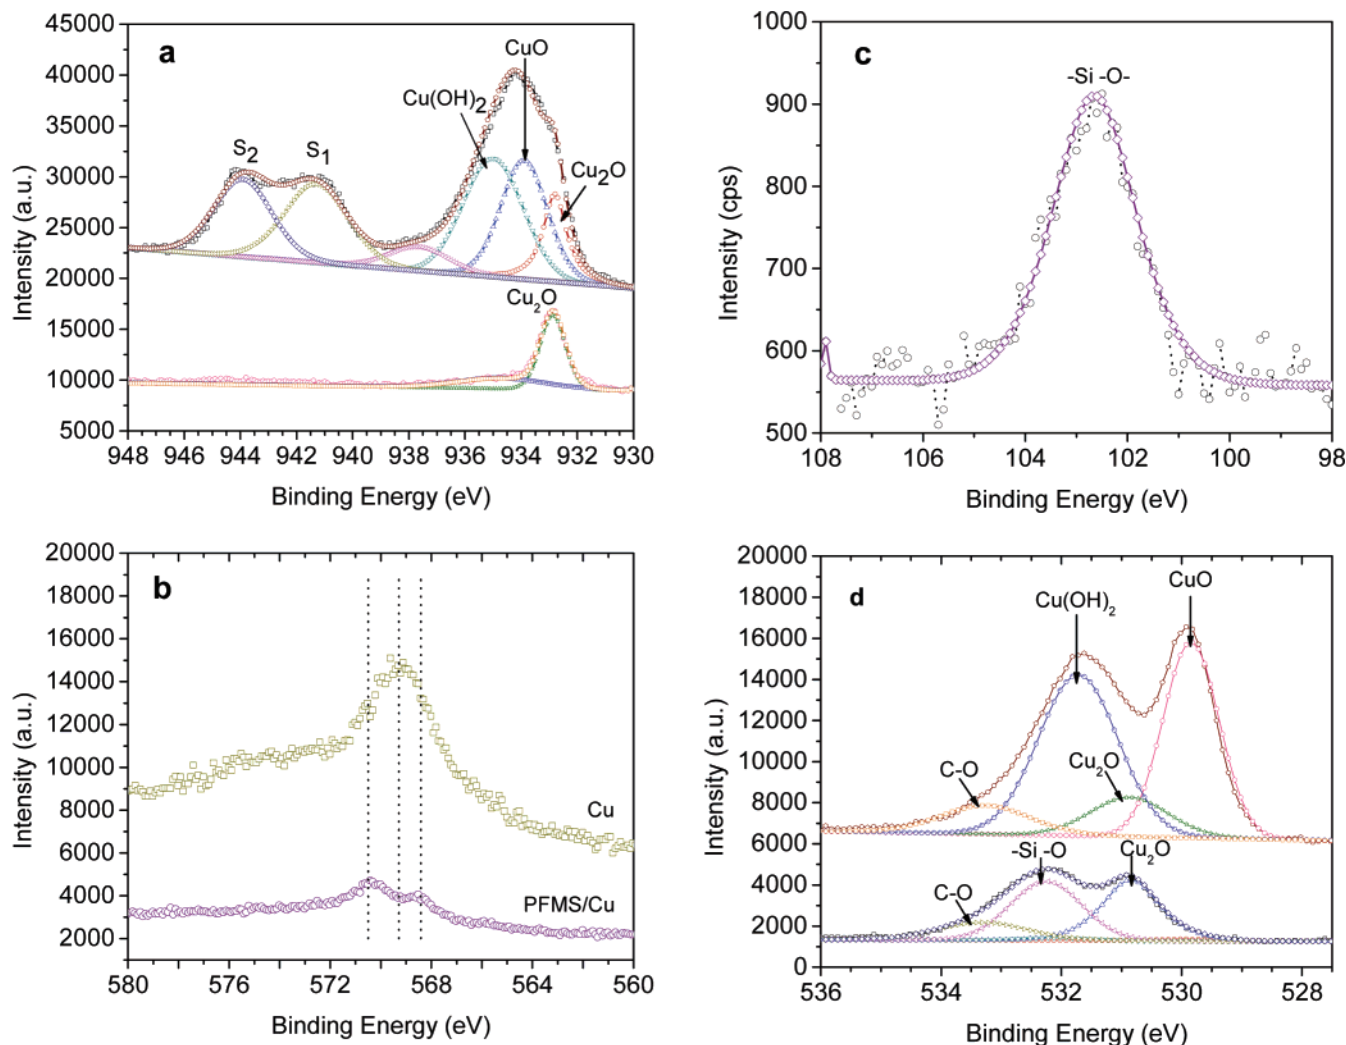 a
45000
40000
35000
30000
25000
20000
15000
10000
5000
Intensity (a.u.)
S2
S1
Cu(OH)2
CuO
Cu2O
Cu2O
948 946 944 942 940 938 936 934 932 930
Binding Energy (eV)
c
1000
900
800
700
600
500
Intensity (cps)
-Si -O-
108 106 104 102 100 98
Binding Energy (eV)
b
20000
18000
16000
14000
12000
10000
8000
6000
4000
2000
Intensity (a.u.)
Cu
PFMS/Cu
580 576 572 568 564 560
Binding Energy (eV)
d
20000
18000
16000
14000
12000
10000
8000
6000
4000
2000
0
Intensity (a.u.)
Cu(OH)2
CuO
C-O
Cu2O
-Si -O
Cu2O
C-O
536 534 532 530 528
Binding Energy (eV)